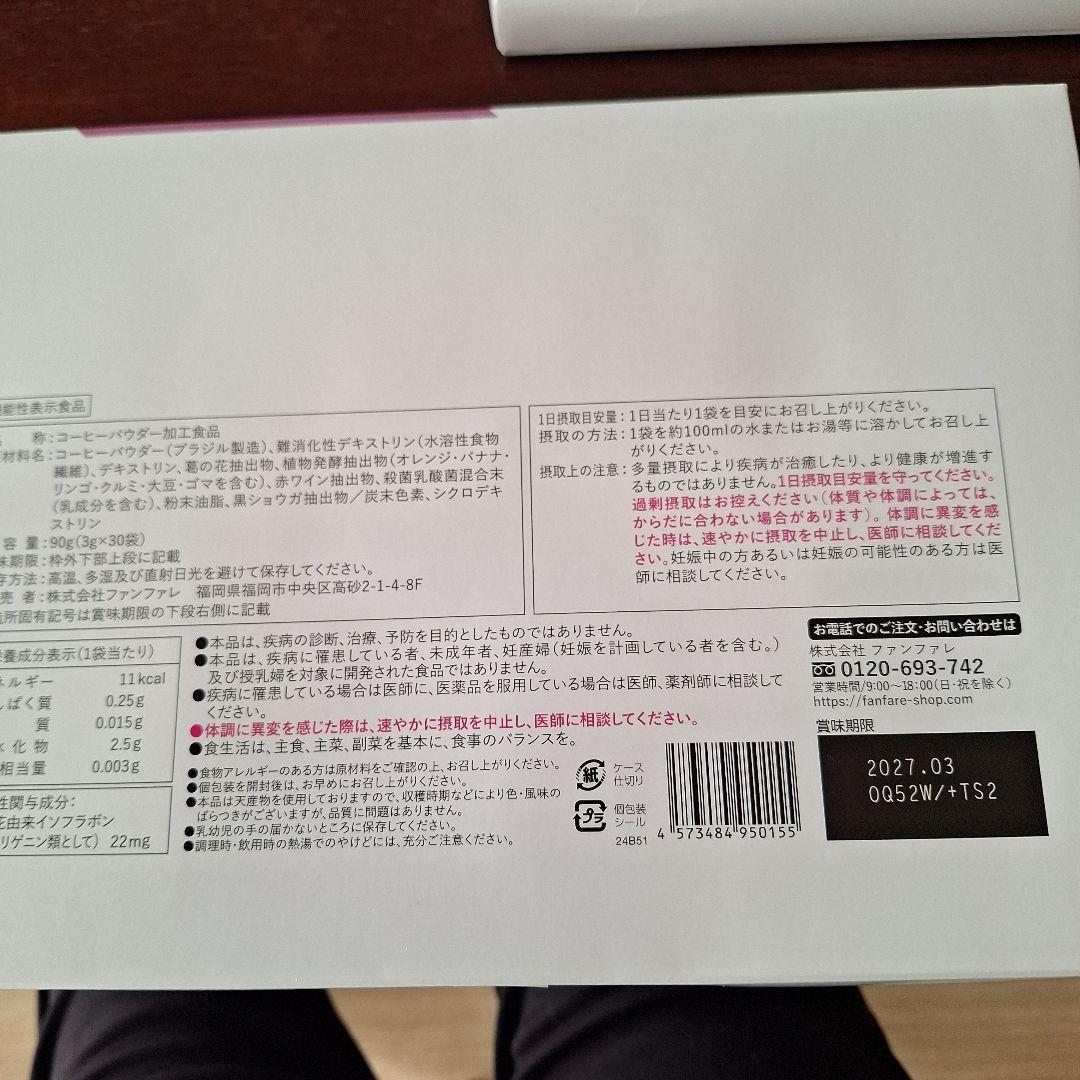 能性表示食品
称:コーヒーパウダー加工食品
材料名:コーヒーパウダー(ブラジル製造)、難消化性デキストリン(水溶性食物
繊維)、デキストリン、葛の花抽出物、植物発酵抽出物(オレンジ・バナナ・
リンゴ・クルミ・大豆・ゴマを含む)、赤ワイン抽出物、殺菌乳酸菌混合末
(乳成分を含む)、粉末油脂、黒ショウガ抽出物/炭末色素、シクロデキ
ストリン
容 量:90g(3g×30袋)
味期限:枠外下部上段に記載
存方法:高温、多湿及び直射日光を避けて保存してください。
売 者:株式会社ファンファレ 福岡県福岡市中央区高砂2-1-4-8F
造所固有記号は賞味期限の下段右側に記載
1日摂取目安量:1日当たり1袋を目安にお召し上がりください。
摂取の方法:1袋を約100mlの水またはお湯等に溶かしてお召し上
がりください。
摂取上の注意:多量摂取により疾病が治癒したり、より健康が増進す
るものではありません。1日摂取目安量を守ってください。
過剰摂取はお控えください(体質や体調によっては、
からだに合わない場合があります)。体調に異変を感
じた時は、速やかに摂取を中止し、医師に相談してくだ
さい。妊娠中の方あるいは妊娠の可能性のある方は医
師に相談してください。
栄養成分表示(1袋当たり)
ネルギー 11kcal
んぱく質 0.25g
質 0.015g
水化物 2.5g
相当量 0.003g
性関与成分:
花由来イソフラボン
リゲニン類として) 22mg
●本品は、疾病の診断、治療、予防を目的としたものではありません。
●本品は、疾病に罹患している者、未成年者、妊産婦(妊娠を計画している者を含む。)
及び授乳婦を対象に開発された食品ではありません。
●疾病に罹患している場合は医師に、医薬品を服用している場合は医師、薬剤師に相談して
ください。
●体調に異変を感じた際は、速やかに摂取を中止し、医師に相談してください。
●食生活は、主食、主菜、副菜を基本に、食事のバランスを。
●食物アレルギーのある方は原材料をご確認の上、お召し上がりください。
●個包装を開封後は、お早めにお召し上がりください。
●本品は天産物を使用しておりますので、収穫時期などにより色・風味の
ばらつきがございますが、品質に問題はありません。
●乳幼児の手の届かないところに保存してください。
●調理時・飲用時の熱湯でのやけどには、充分ご注意ください。
紙 ケース
仕切り
プラ 個包装
シール
24B51
4 573484 950155
お電話でのご注文・お問い合わせは
株式会社 ファンファレ
0120-693-742
営業時間/9:00~18:00(日・祝を除く)
https://fanfare-shop.com
賞味期限
2027.03
0Q52W/+TS2